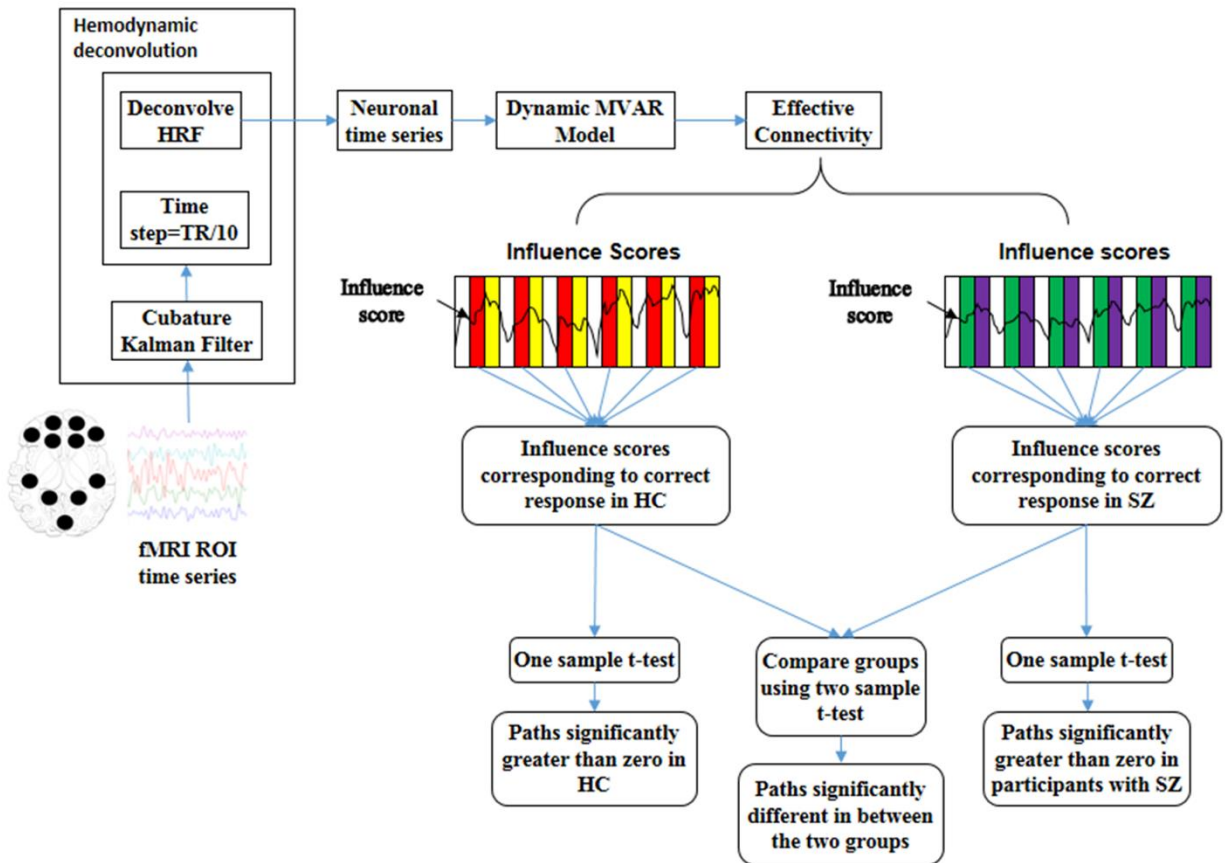 Hemodynamic
deconvolution
Deconvolve
HRF
Neuronal
time series
Dynamic MVAR
Model
Effective
Connectivity
Time
step=TR/10
Cubature
Kalman Filter
fMRI ROI
time series
Influence Scores
Influence
score
Influence scores
Influence
score
Influence scores
corresponding to correct
response in HC
Influence scores
corresponding to correct
response in SZ
One sample t-test
Compare groups
using two sample
t-test
One sample t-test
Paths significantly
greater than zero in
HC
Paths significantly
different in between
the two groups
Paths significantly
greater than zero in
participants with SZ